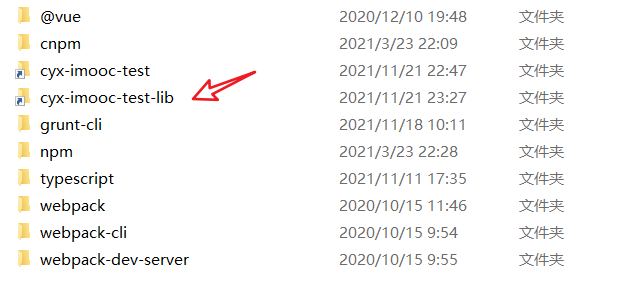 @vue 2020/12/10 19:48 文件夹
cnpm 2021/3/23 22:09 文件夹
cyx-imooc-test 2021/11/21 22:47 文件夹
cyx-imooc-test-lib 2021/11/21 23:27 文件夹
grunt-cli 2021/11/18 10:11 文件夹
npm 2021/3/23 22:28 文件夹
typescript 2021/11/11 17:35 文件夹
webpack 2020/10/15 11:46 文件夹
webpack-cli 2020/10/15 9:54 文件夹
webpack-dev-server 2020/10/15 9:55 文件夹